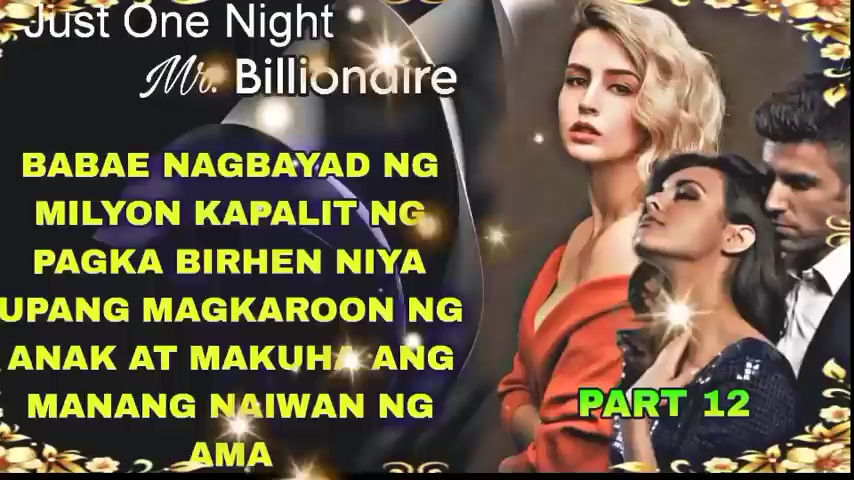 Just One Night
Mr. Billionaire
BABAE NAGBAYAD NG
MILYON KAPALIT NG
PAGKA BIRHEN NIYA
UPANG MAGKAROON NG
ANAK AT MAKUHA ANG
MANANG NAIWAN NG
AMA
PART 12